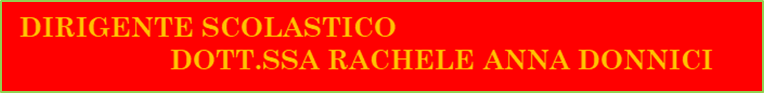 DIRIGENTE SCOLASTICO
DOTT.SSA RACHELE ANNA DONNICI